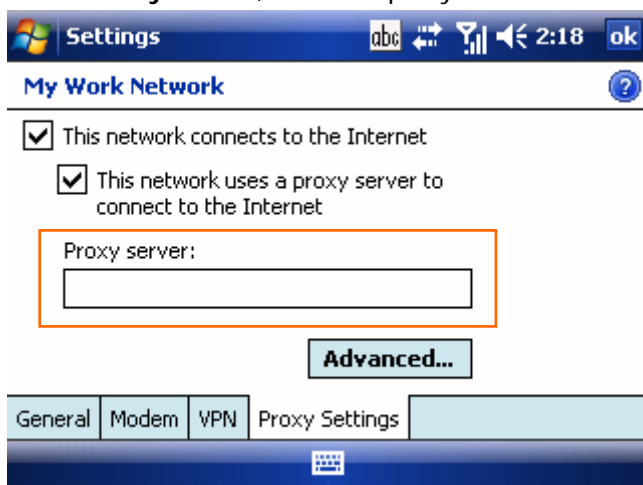 Settings abc 2:18 ok
My Work Network ?
This network connects to the Internet
This network uses a proxy server to
connect to the Internet
Proxy server:
Advanced...
General Modem VPN Proxy Settings